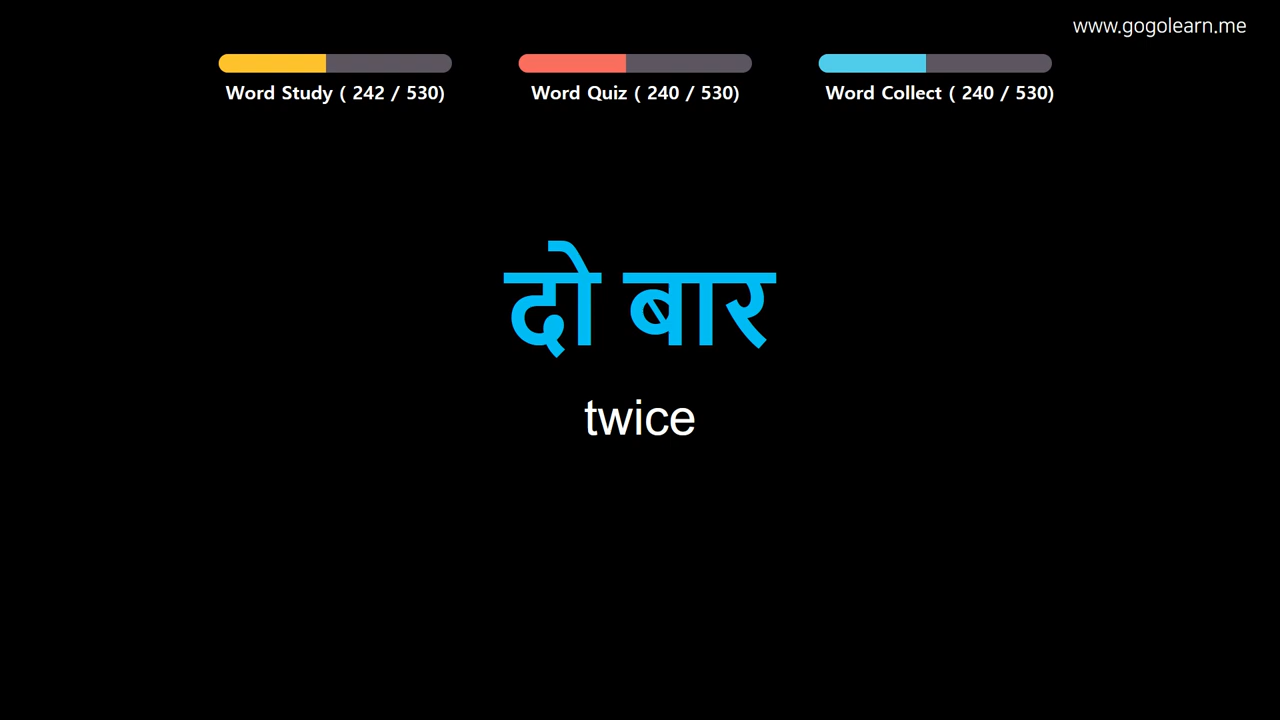 www.gogolearn.me
Word Study ( 242 / 530)
Word Quiz ( 240 / 530)
Word Collect ( 240 / 530)
दो बार
twice